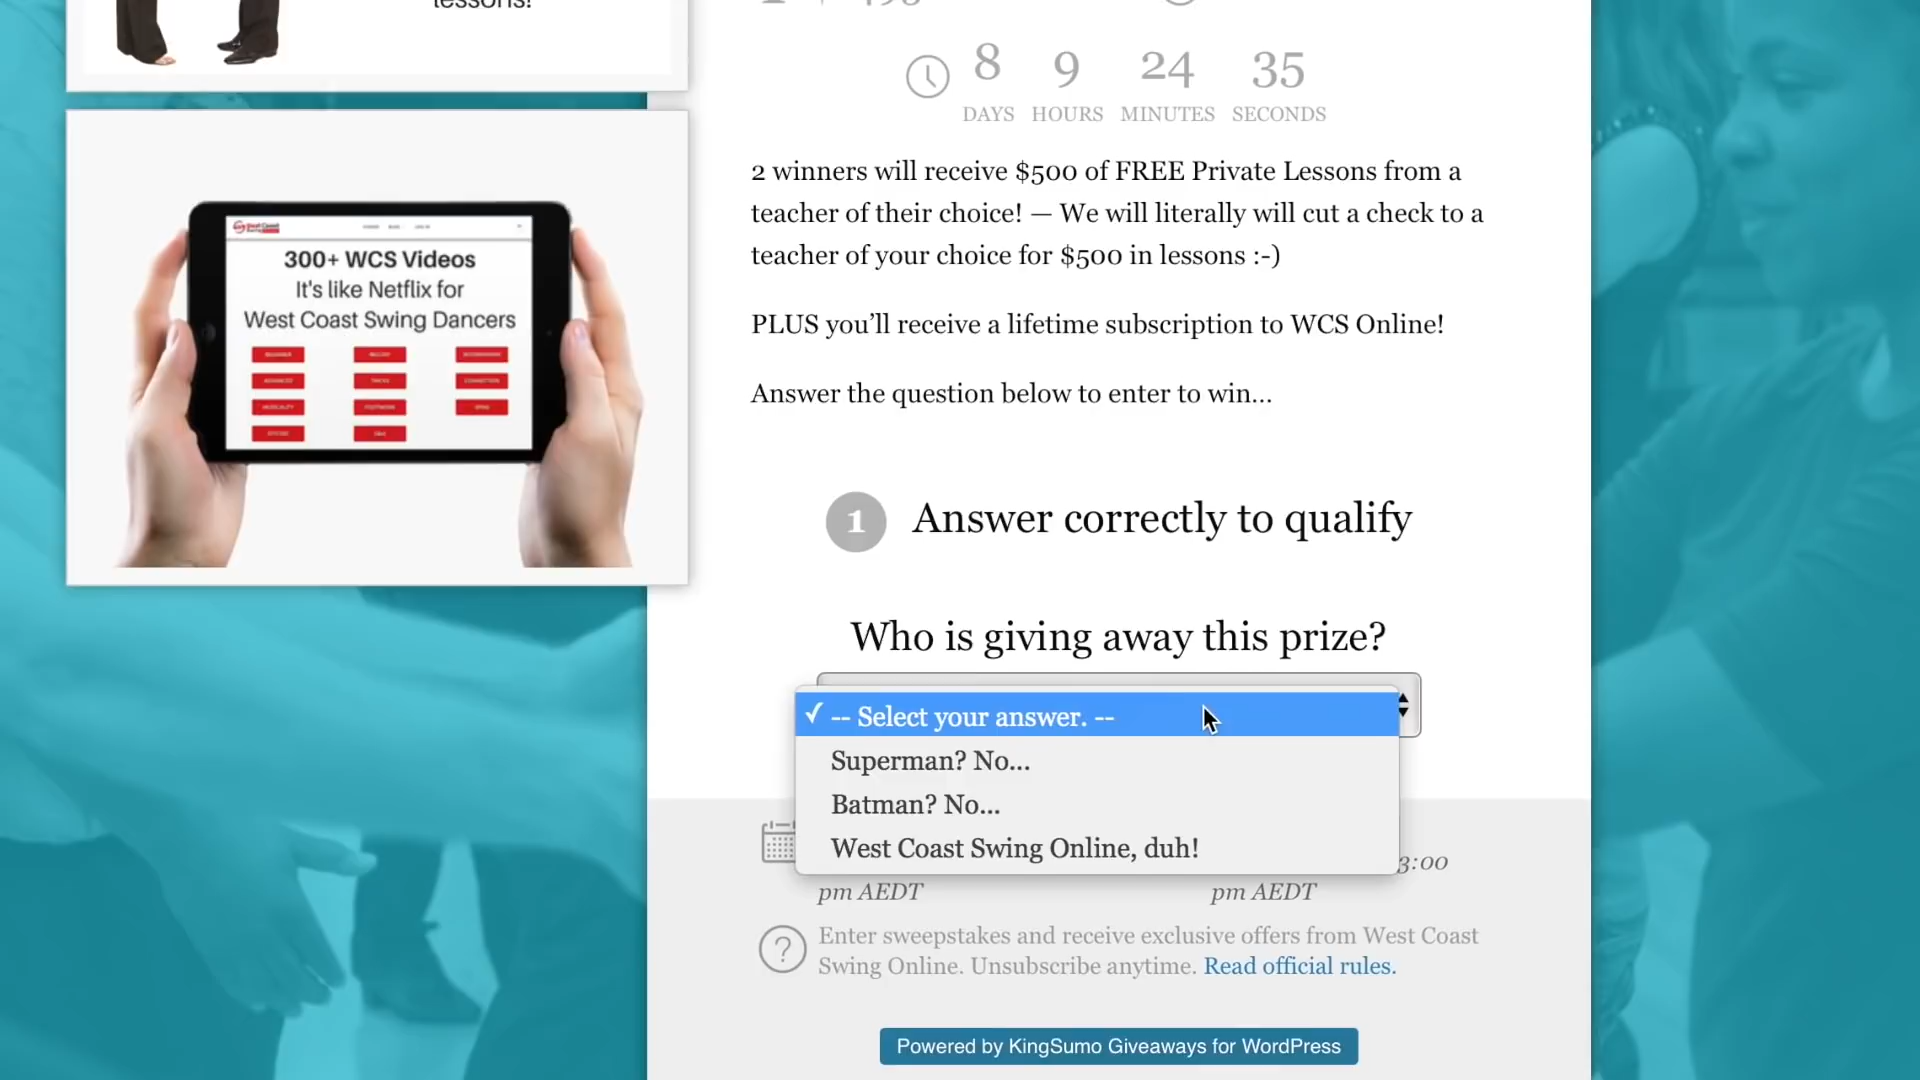 lessons!
300+ WCS Videos
It's like Netflix for
West Coast Swing Dancers
8 9 24 35
DAYS HOURS MINUTES SECONDS
2 winners will receive $500 of FREE Private Lessons from a
teacher of their choice! — We will literally will cut a check to a
teacher of your choice for $500 in lessons :-)
PLUS you’ll receive a lifetime subscription to WCS Online!
Answer the question below to enter to win...
1 Answer correctly to qualify
Who is giving away this prize?
✓ -- Select your answer. --
Superman? No...
Batman? No...
West Coast Swing Online, duh!
3:00
pm AEDT pm AEDT
? Enter sweepstakes and receive exclusive offers from West Coast
Swing Online. Unsubscribe anytime. Read official rules.
Powered by KingSumo Giveaways for WordPress